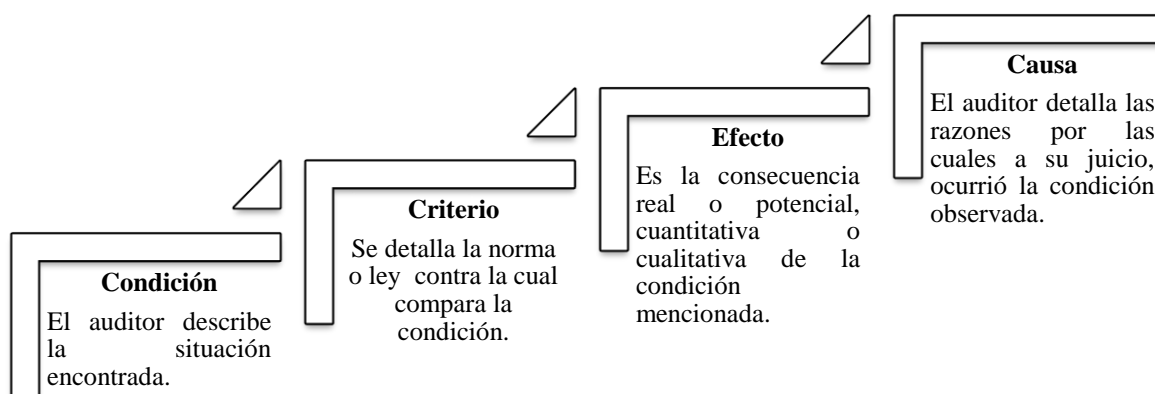 Condición
El auditor describe
la situación
encontrada.
Criterio
Se detalla la norma
o ley contra la cual
compara la
condición.
Efecto
Es la consecuencia
real o potencial,
cuantitativa o
cualitativa de la
condición
mencionada.
Causa
El auditor detalla las
razones por las
cuales a su juicio,
ocurrió la condición
observada.